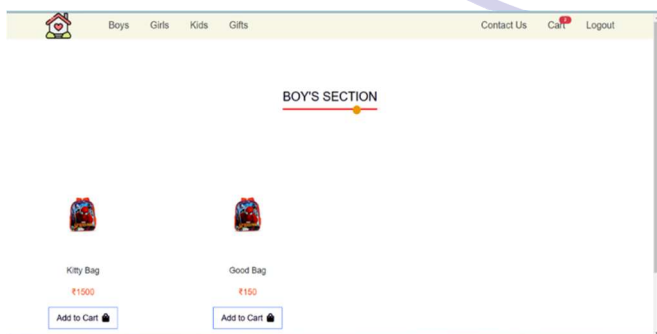 Boys Girls Kids Gifts Contact Us Cart Logout
BOY'S SECTION
Kitty Bag Good Bag
₹1500 ₹150
Add to Cart Add to Cart